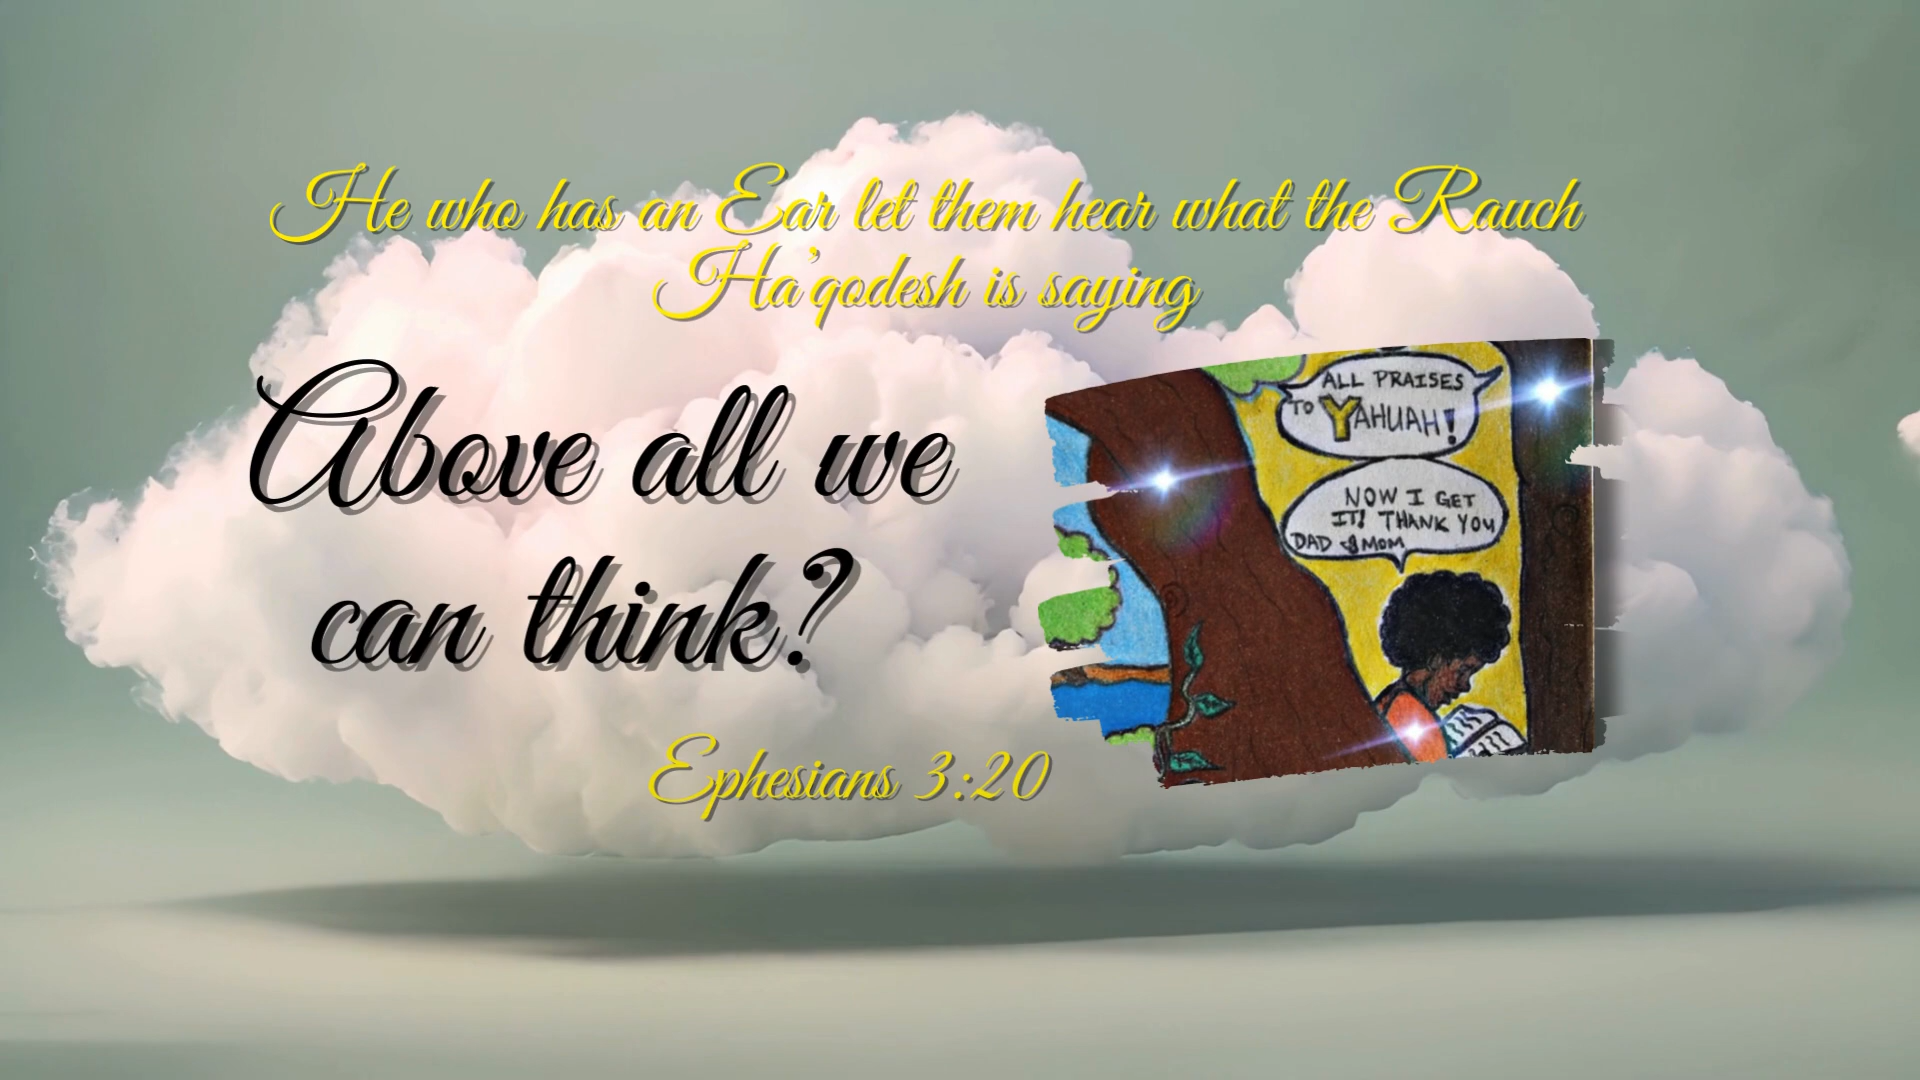 He who has an Ear let them hear what the Rauch
Ha'qodesh is saying
Above all we
can think?
ALL PRAISES
TO YAHUAH!
NOW I GET
IT! THANK YOU
DAD & MOM
Ephesians 3:20